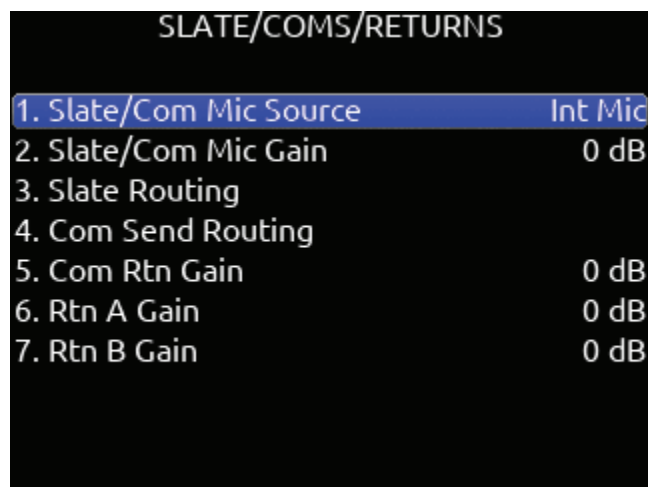 SLATE/COMS/RETURNS
1. Slate/Com Mic Source Int Mic
2. Slate/Com Mic Gain 0 dB
3. Slate Routing
4. Com Send Routing
5. Com Rtn Gain 0 dB
6. Rtn A Gain 0 dB
7. Rtn B Gain 0 dB